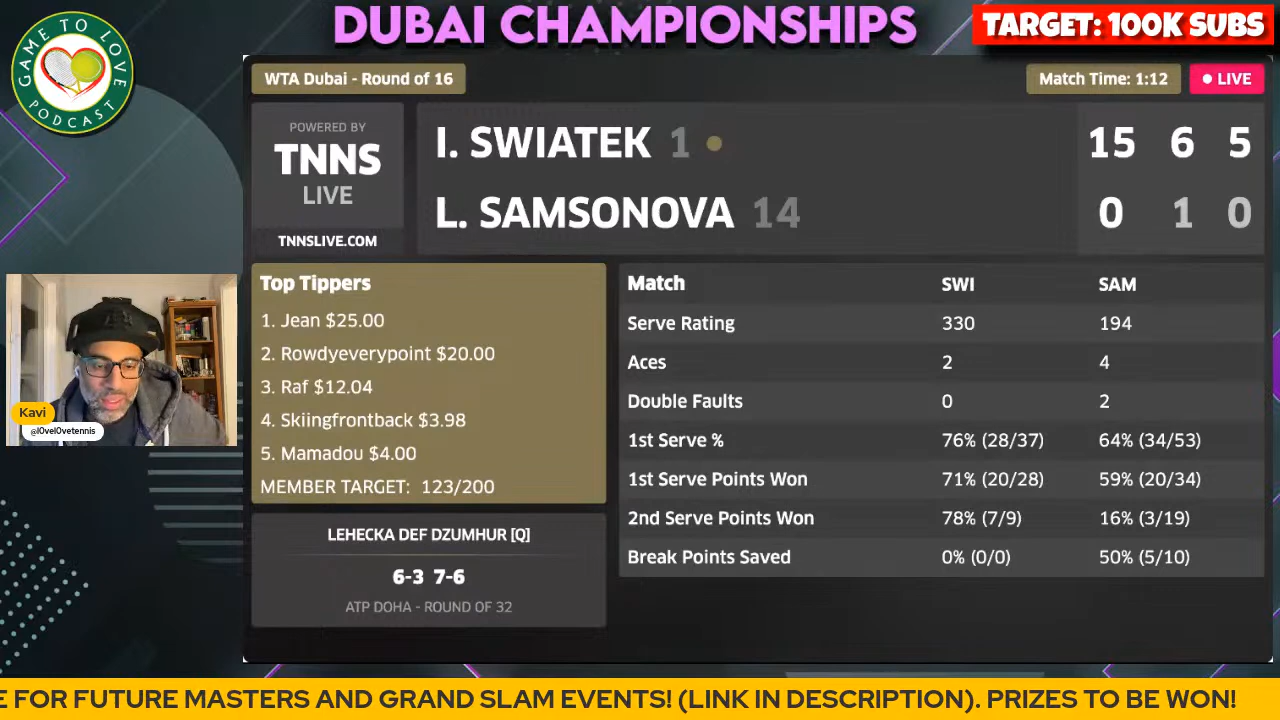 GAME TO LOVE
PODCAST
DUBAI CHAMPIONSHIPS
TARGET: 100K SUBS
WTA Dubai - Round of 16
Match Time: 1:12
LIVE
POWERED BY
TNNS
LIVE
TNNSLIVE.COM
I. SWIATEK 1 15 6 5
L. SAMSONOVA 14 0 1 0
Top Tippers
1. Jean $25.00
2. Rowdyeverypoint $20.00
3. Raf $12.04
4. Skiingfrontback $3.98
5. Mamadou $4.00
MEMBER TARGET: 123/200
LEHECKA DEF DZUMHUR [Q]
6-3 7-6
ATP DOHA - ROUND OF 32
Match SWI SAM
Serve Rating 330 194
Aces 2 4
Double Faults 0 2
1st Serve % 76% (28/37) 64% (34/53)
1st Serve Points Won 71% (20/28) 59% (20/34)
2nd Serve Points Won 78% (7/9) 16% (3/19)
Break Points Saved 0% (0/0) 50% (5/10)
Kavi
@l0vel0vetennis
E FOR FUTURE MASTERS AND GRAND SLAM EVENTS! (LINK IN DESCRIPTION). PRIZES TO BE WON!